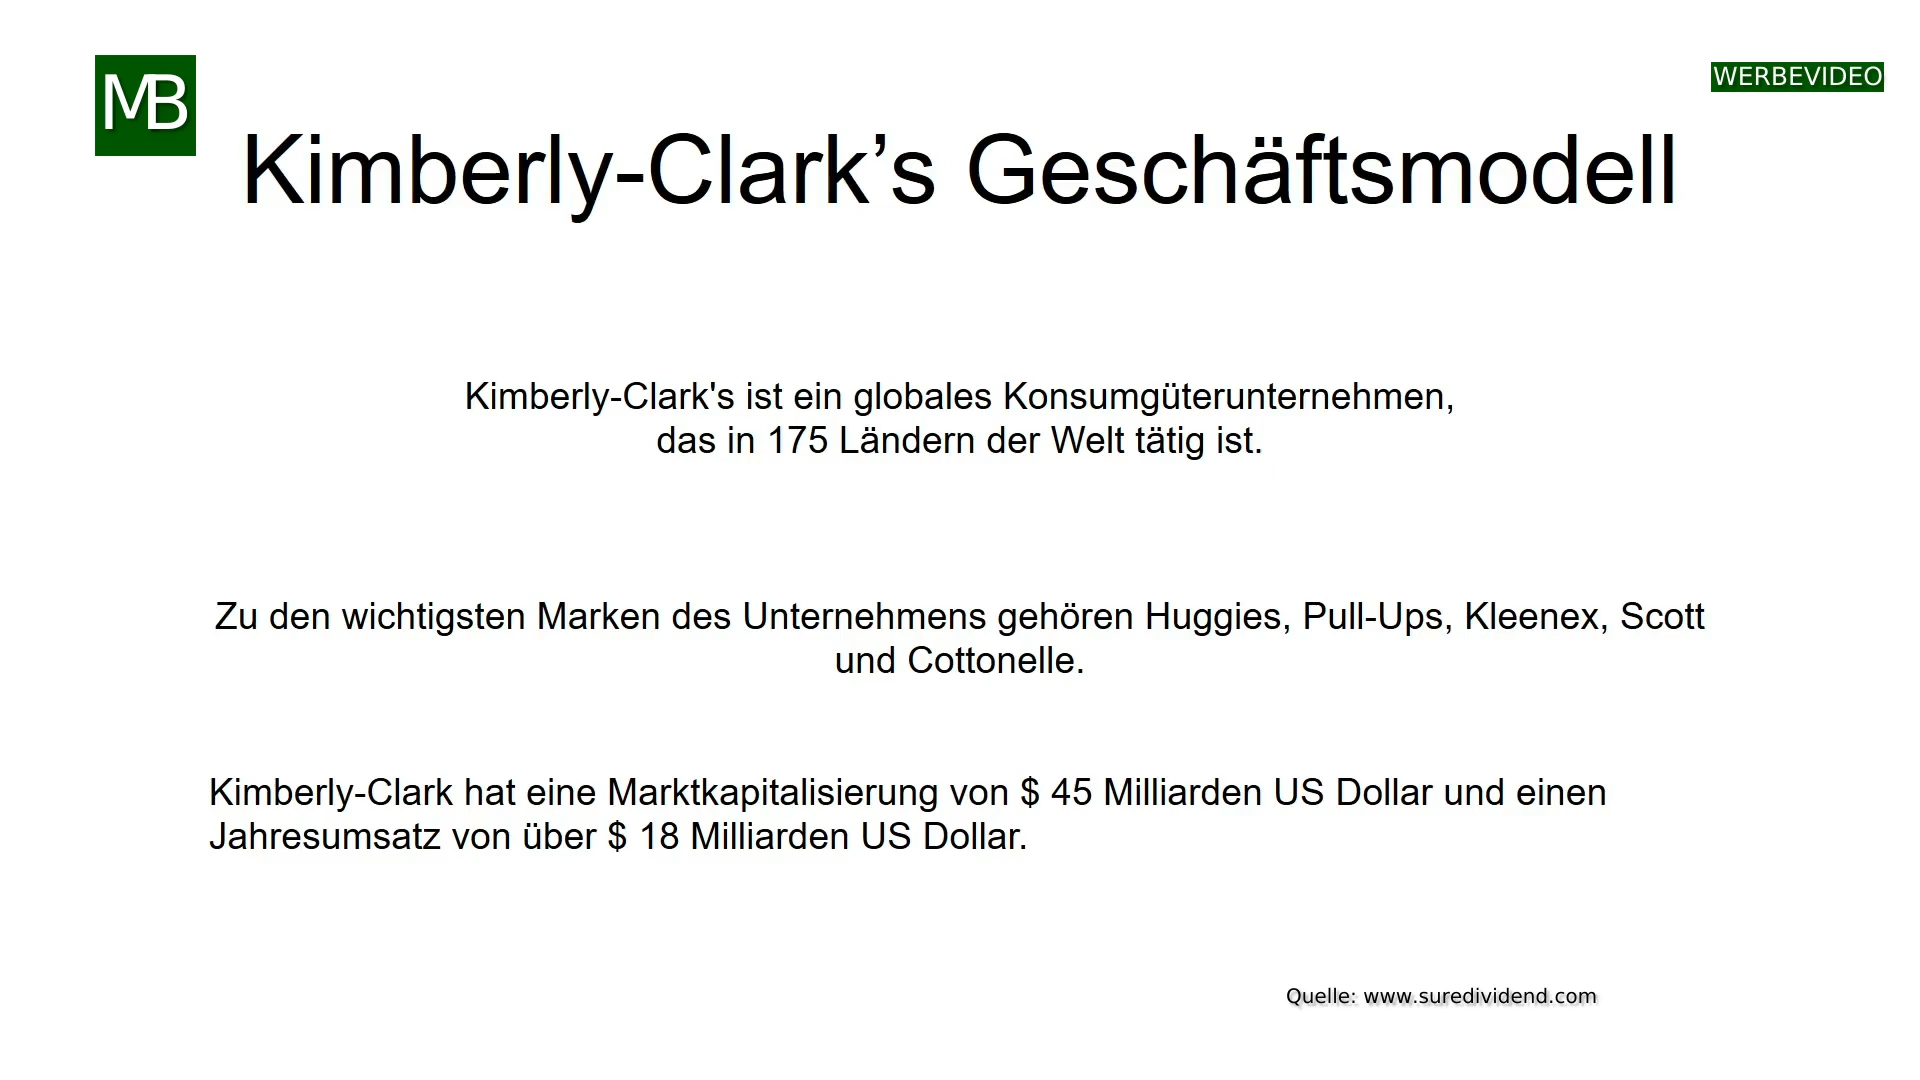 MB
WERBEVIDEO
Kimberly-Clark’s Geschäftsmodell
Kimberly-Clark's ist ein globales Konsumgüterunternehmen,
das in 175 Ländern der Welt tätig ist.
Zu den wichtigsten Marken des Unternehmens gehören Huggies, Pull-Ups, Kleenex, Scott
und Cottonelle.
Kimberly-Clark hat eine Marktkapitalisierung von $ 45 Milliarden US Dollar und einen
Jahresumsatz von über $ 18 Milliarden US Dollar.
Quelle: www.suredividend.com